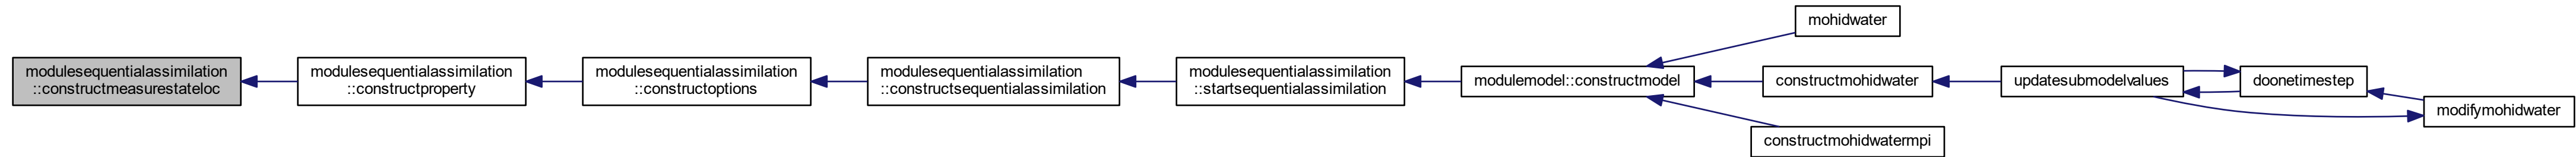 modulesequentialassimilation
::constructmeasurestateloc
modulesequentialassimilation
::constructproperty
modulesequentialassimilation
::constructoptions
modulesequentialassimilation
::constructsequentialassimilation
modulesequentialassimilation
::startsequentialassimilation
modulemodel::constructmodel
mohidwater
constructmohidwater
constructmohidwatermpi
updatesubmodelvalues
doonetimestep
modifymohidwater